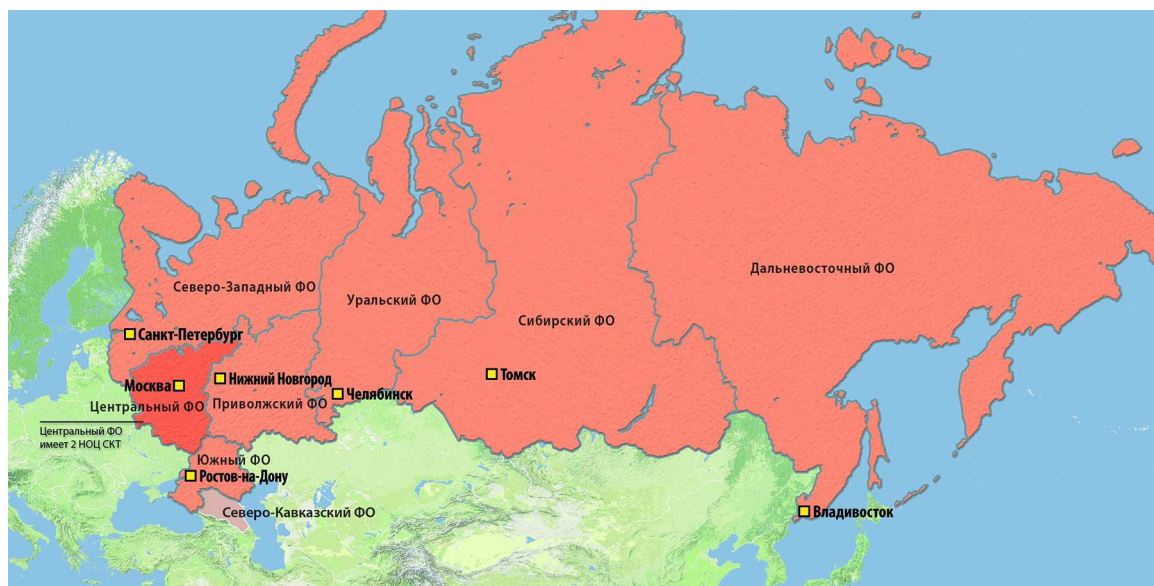 Северо-Западный ФО
Уральский ФО
Дальневосточный ФО
Сибирский ФО
Санкт-Петербург
Москва
Нижний Новгород
Челябинск
Томск
Центральный ФО
Приволжский ФО
Центральный ФО
имеет 2 НОЦ СКТ
Южный ФО
Ростов-на-Дону
Северо-Кавказский ФО
Владивосток